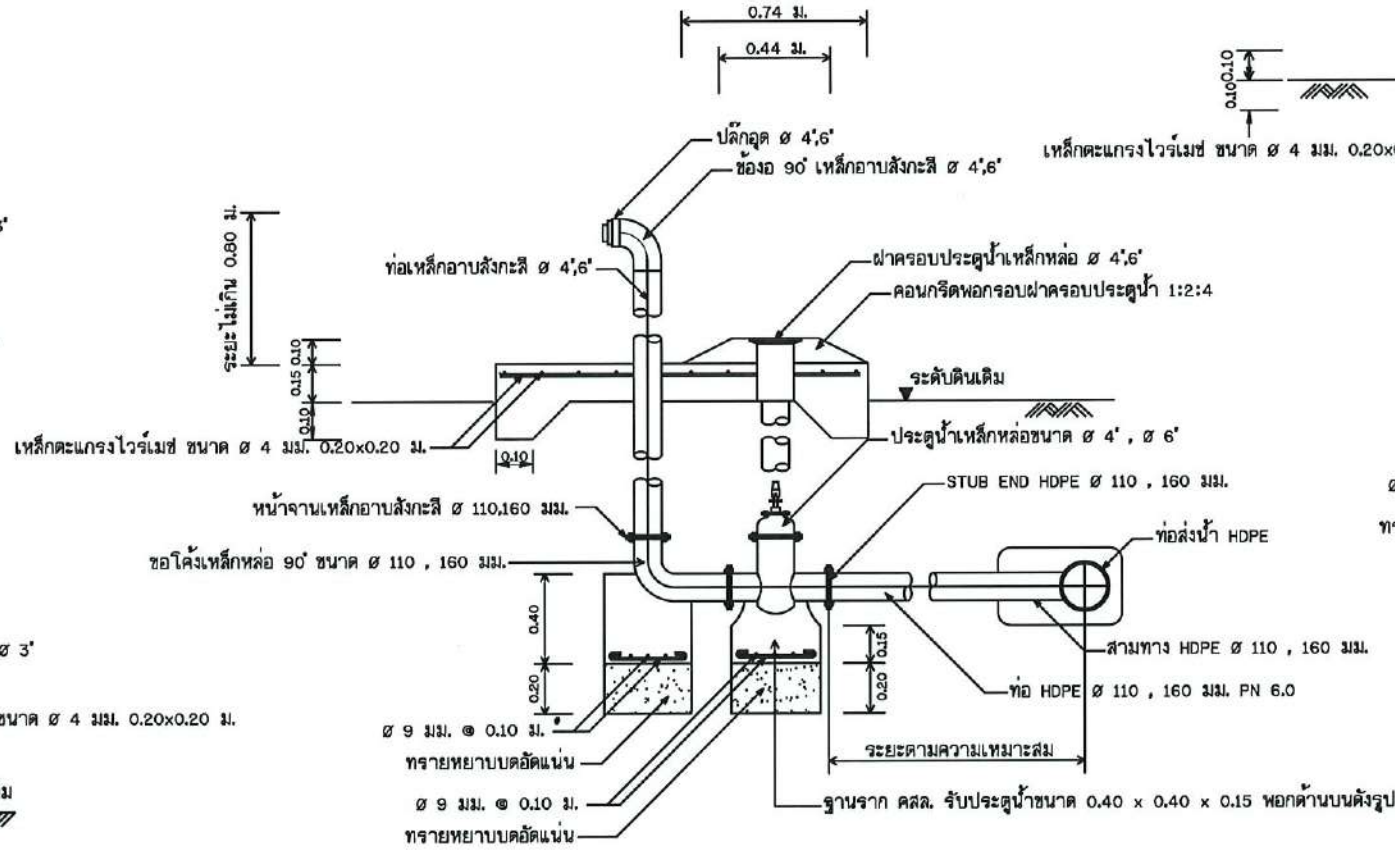 0.74 ม.
0.44 ม.
0.10
0.10
ปลั๊กอุด ø 4",6"
ข้องอ 90° เหล็กอาบสังกะสี ø 4",6"
เหล็กตะแกรงไวร์เมซ ขนาด ø 4 มม.
ระยะไม่เกิน 0.80 ม.
ท่อเหล็กอาบสังกะสี ø 4",6"
ฝาครอบประตูน้ำเหล็กหล่อ ø 4",6"
คอนกรีตพอกรอบฝาครอบประตูน้ำ 1:2:4
0.10
0.15
0.10
ระดับดินเดิม
เหล็กตะแกรงไวร์เมซ ขนาด ø 4 มม. 0.20x0.20 ม.
0.10
ประตูน้ำเหล็กหล่อขนาด ø 4" , ø 6"
STUB END HDPE ø 110 , 160 มม.
หน้าจานเหล็กอาบสังกะสี ø 110,160 มม.
ท่อส่งน้ำ HDPE
ขอโค้งเหล็กหล่อ 90° ขนาด ø 110 , 160 มม.
0.40
0.20
0.15
0.20
ø 3"
สามทาง HDPE ø 110 , 160 มม.
ท่อ HDPE ø 110 , 160 มม. PN 6.0
ขนาด ø 4 มม. 0.20x0.20 ม.
ø 9 มม. @ 0.10 ม.
ทรายหยาบบดอัดแน่น
ระยะตามความเหมาะสม
ø 9 มม. @ 0.10 ม.
ฐานราก คสล. รับประตูน้ำขนาด 0.40 x 0.40 x 0.15 พอกด้านบนดังรูป
ทรายหยาบบดอัดแน่น